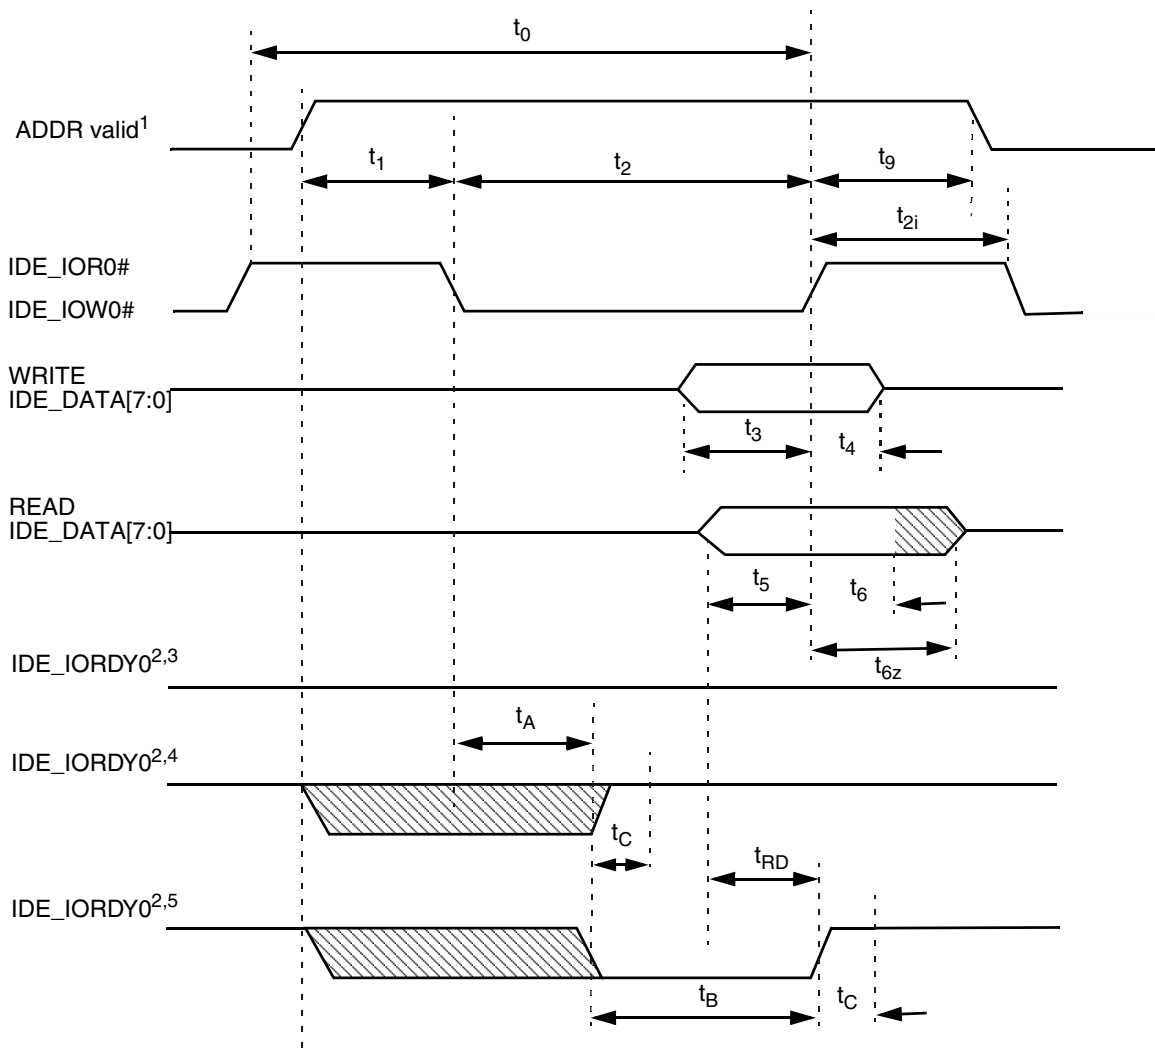 t0
ADDR valid1
t1
t2
t9
t2i
IDE_IOR0#
IDE_IOW0#
WRITE
IDE_DATA[7:0]
t3
t4
READ
IDE_DATA[7:0]
t5
t6
IDE_IORDY02,3
t6z
tA
IDE_IORDY02,4
tC
tRD
IDE_IORDY02,5
tB
tC